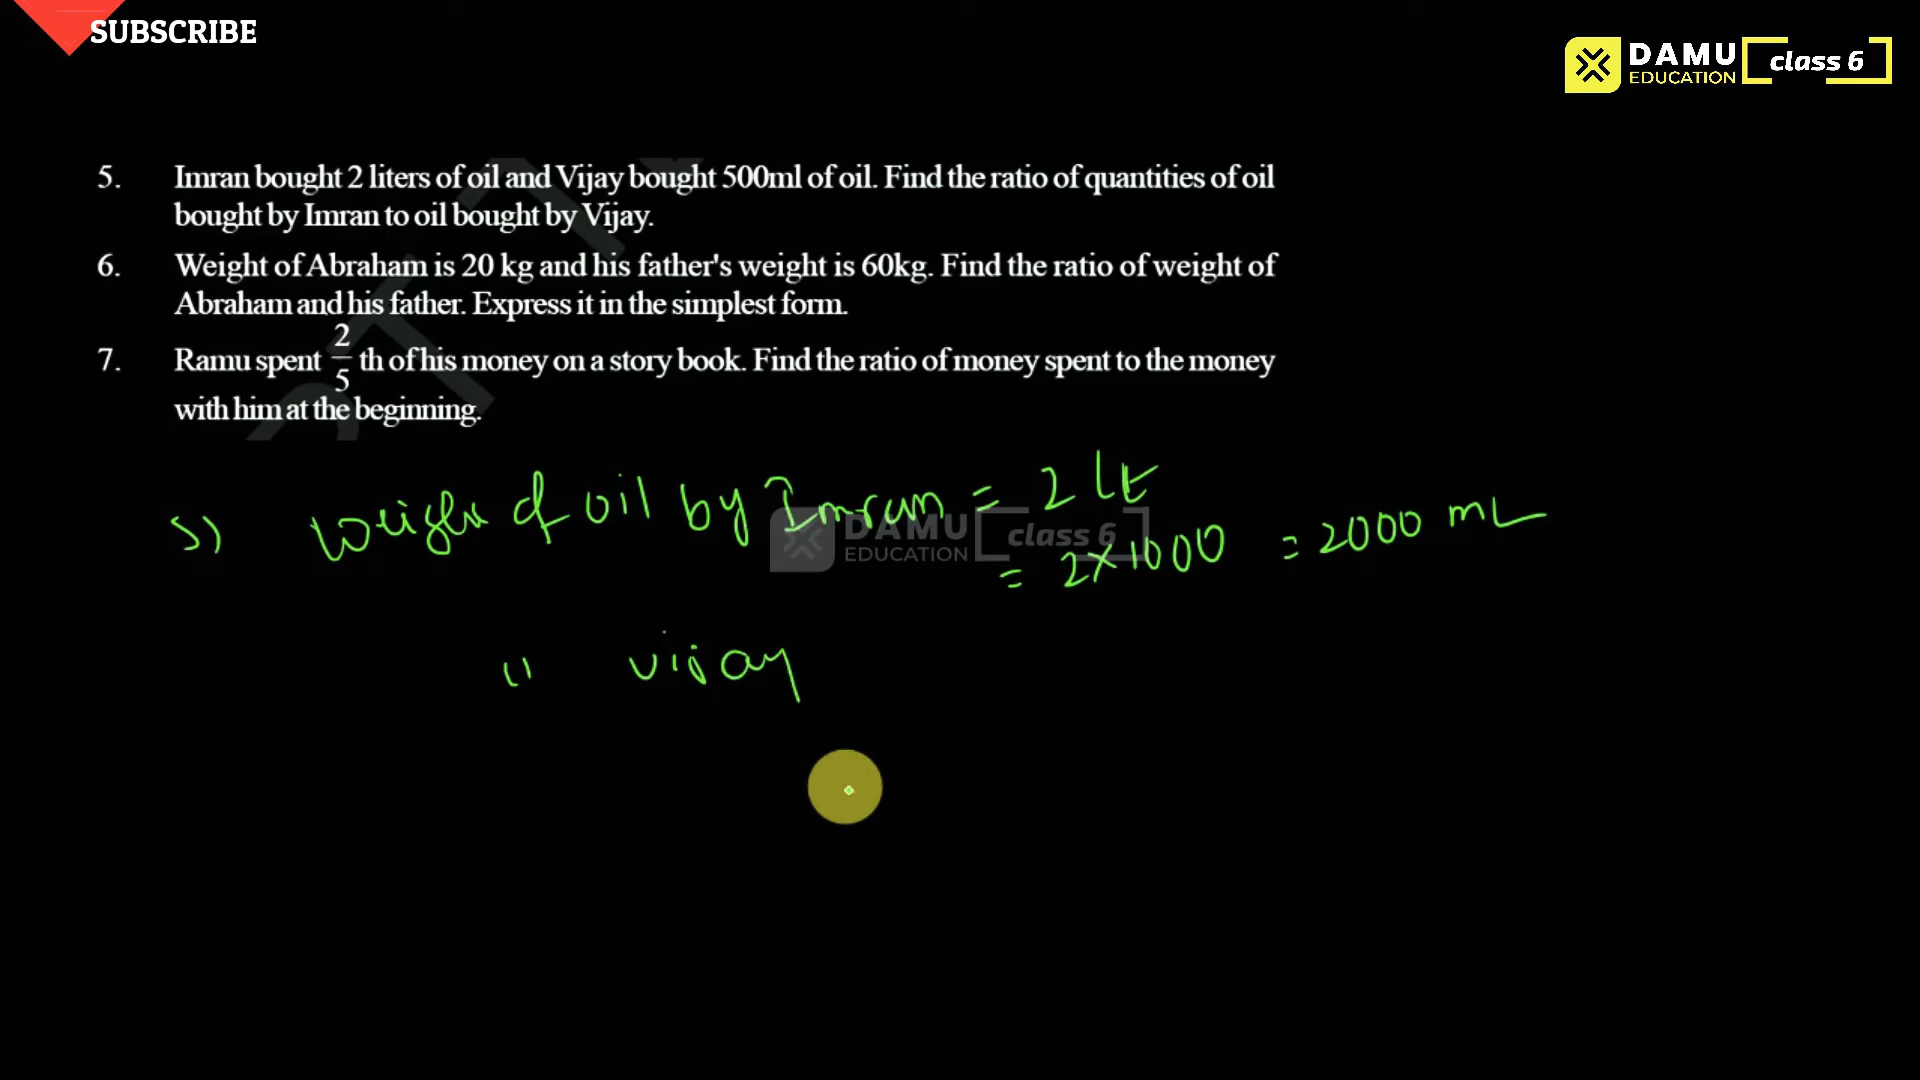 SUBSCRIBE
DAMU EDUCATION class 6
5. Imran bought 2 liters of oil and Vijay bought 500ml of oil. Find the ratio of quantities of oil
bought by Imran to oil bought by Vijay.
6. Weight of Abraham is 20 kg and his father's weight is 60kg. Find the ratio of weight of
Abraham and his father. Express it in the simplest form.
7. Ramu spent 2/5 th of his money on a story book. Find the ratio of money spent to the money
with him at the beginning.
5) Weight of oil by Imran = 2 Lt
= 2×1000 = 2000 mL
DAMU EDUCATION class 6
" vijay